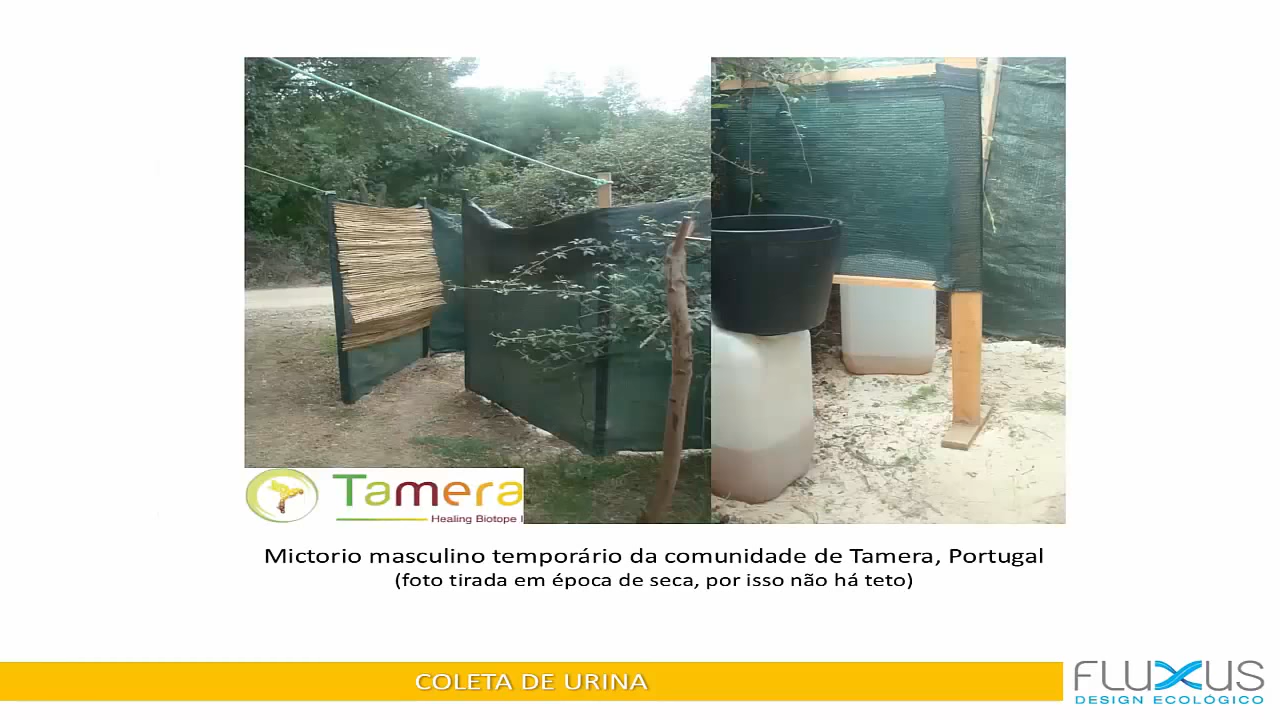 Tamera
Healing Biotope I
Mictorio masculino temporário da comunidade de Tamera, Portugal
(foto tirada em época de seca, por isso não há teto)
COLETA DE URINA
FLUXUS
DESIGN ECOLÓGICO